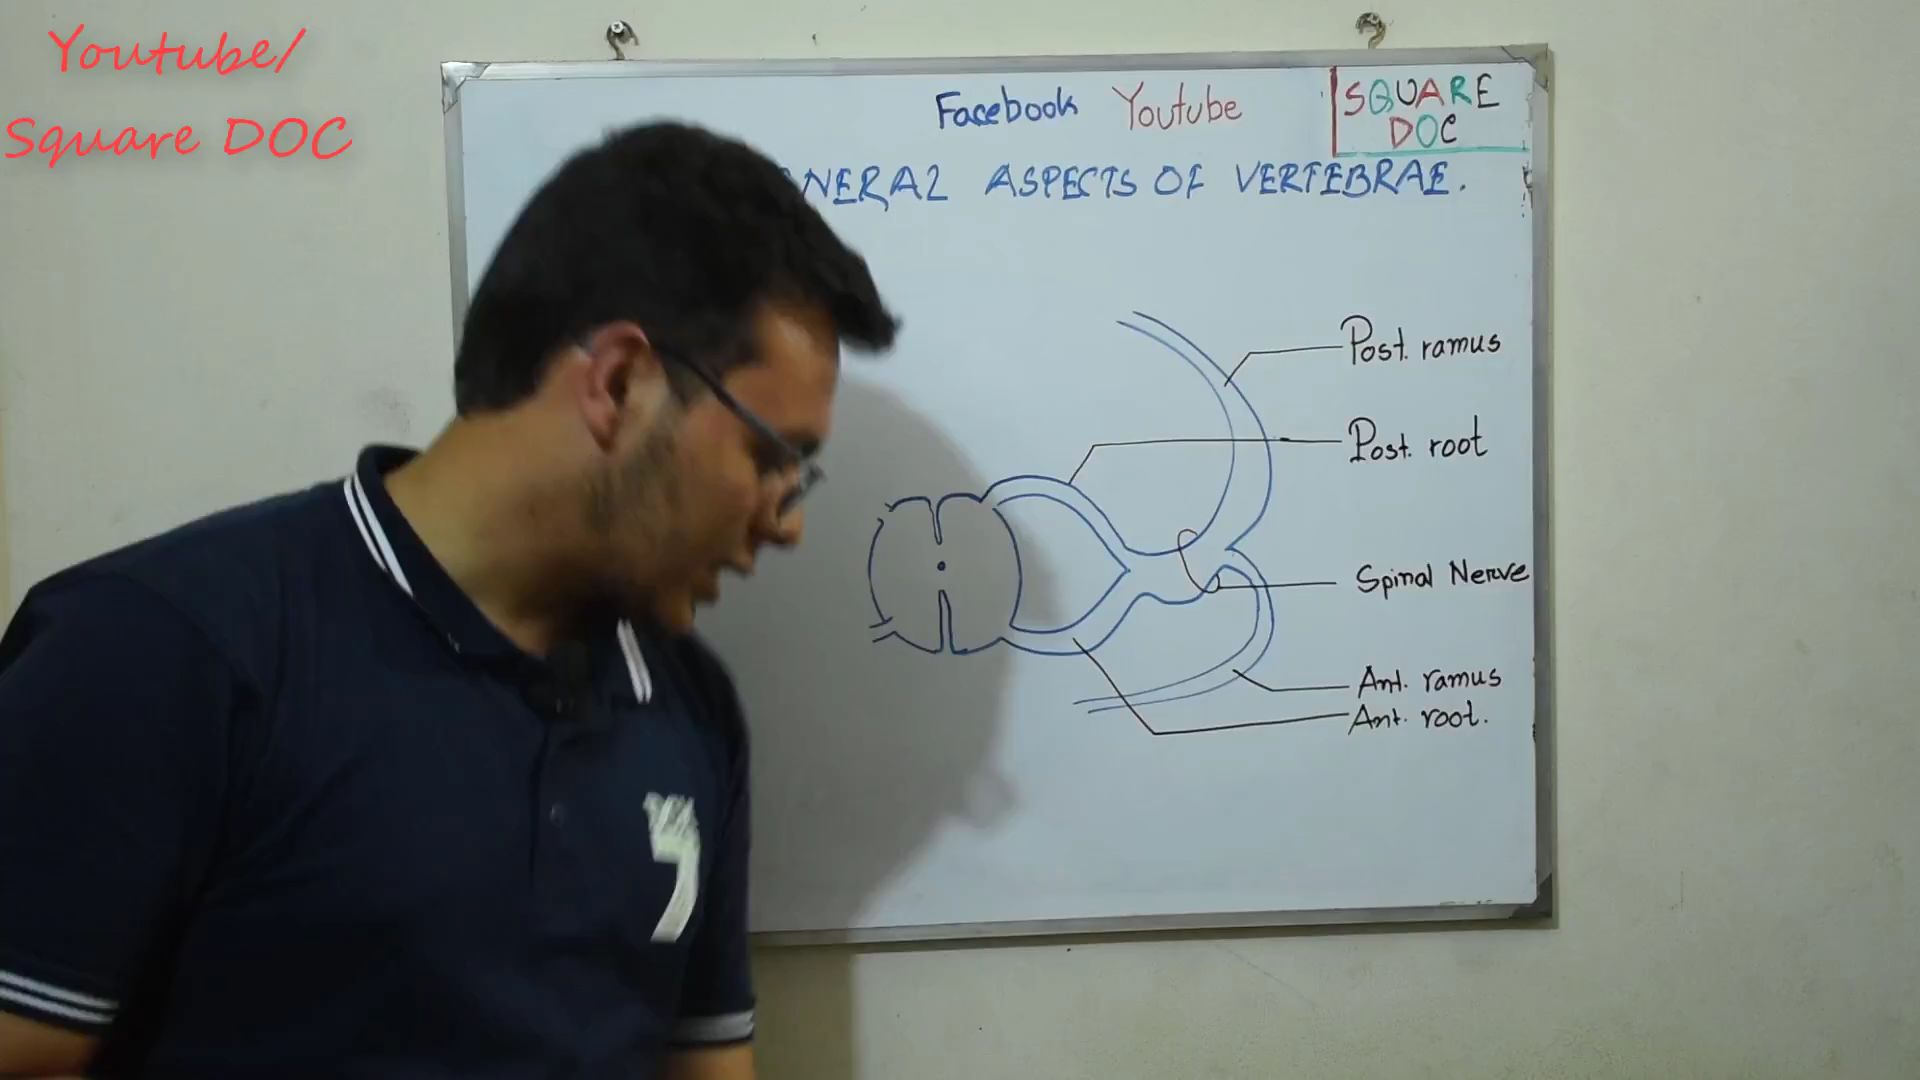 Youtube/
Square DOC
Facebook Youtube
SQUARE
DOC
NERAL ASPECTS OF VERTEBRAE.
Post. ramus
Post. root
Spinal Nerve
Ant. ramus
Ant. root.
7